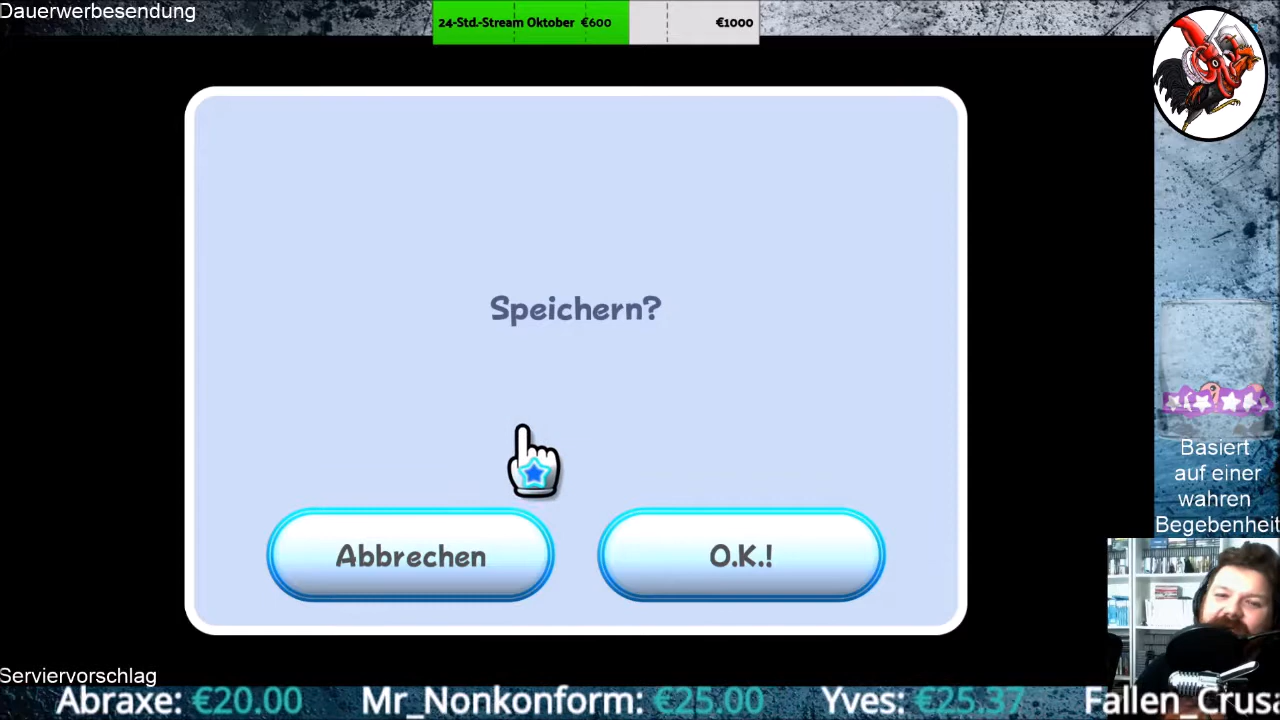 Dauerwerbesendung
24-Std.-Stream Oktober €600 €1000
Speichern?
Abbrechen O.K.!
Basiert
auf einer
wahren
Begebenheit
Serviervorschlag
Abraxe: €20.00 Mr_Nonkonform: €25.00 Yves: €25.37 Fallen_Crusa